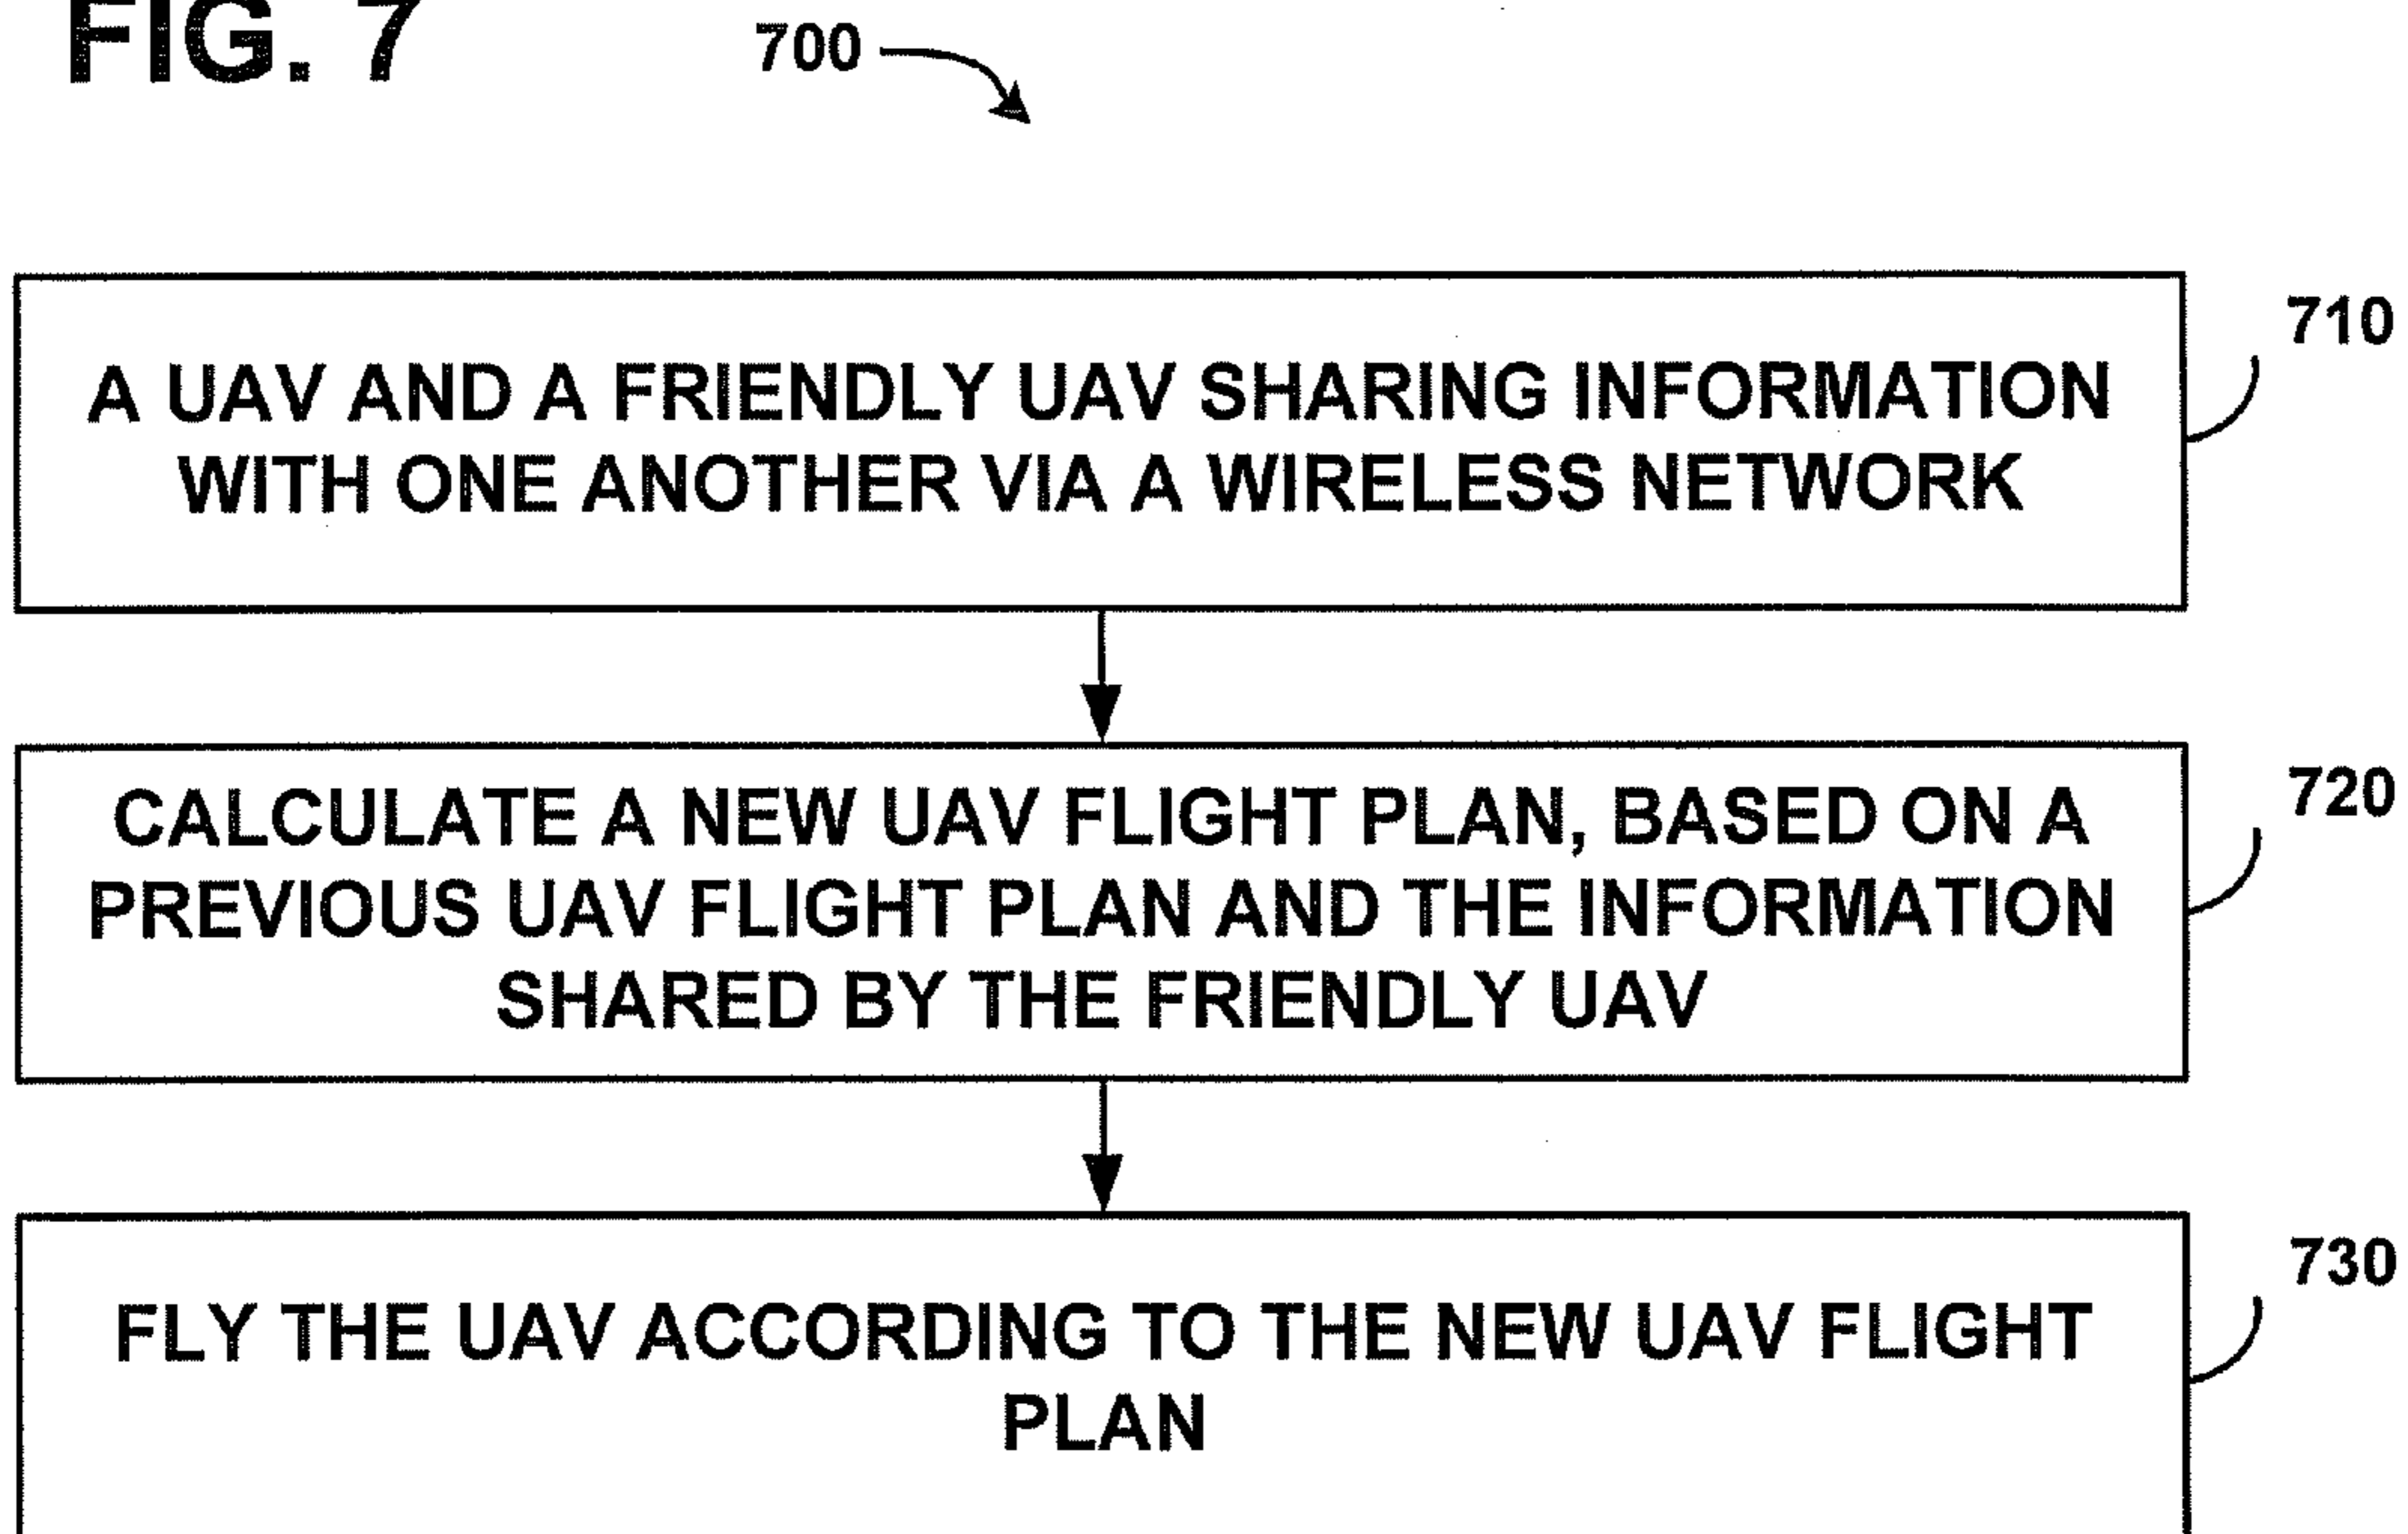 FIG. 7
700
710
A UAV AND A FRIENDLY UAV SHARING INFORMATION
WITH ONE ANOTHER VIA A WIRELESS NETWORK
720
CALCULATE A NEW UAV FLIGHT PLAN, BASED ON A
PREVIOUS UAV FLIGHT PLAN AND THE INFORMATION
SHARED BY THE FRIENDLY UAV
730
FLY THE UAV ACCORDING TO THE NEW UAV FLIGHT
PLAN